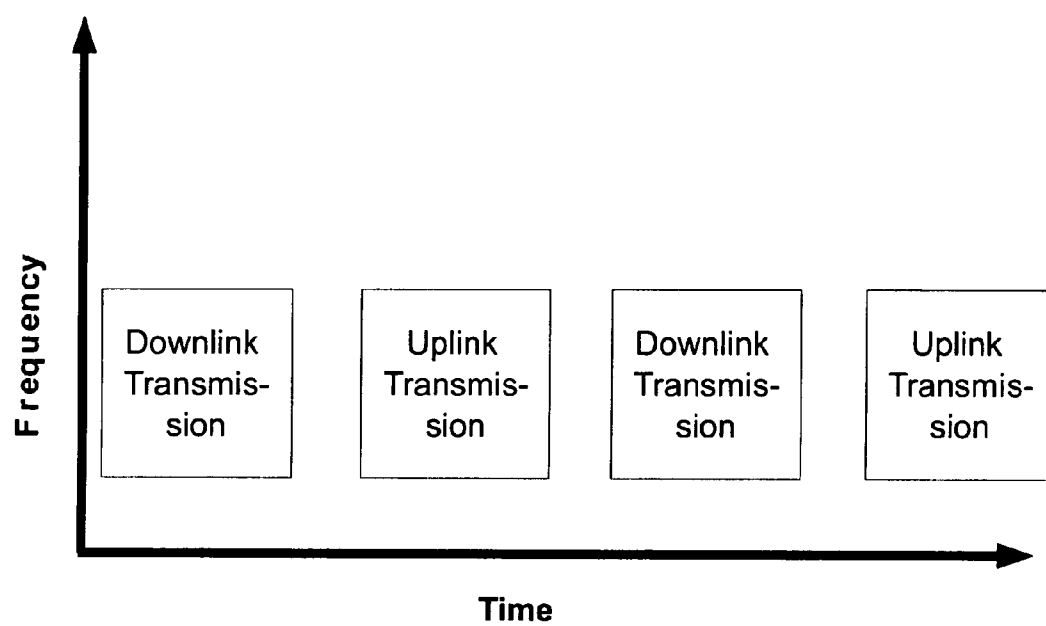 Frequency
Downlink
Transmis-
sion
Uplink
Transmis-
sion
Downlink
Transmis-
sion
Uplink
Transmis-
sion
Time